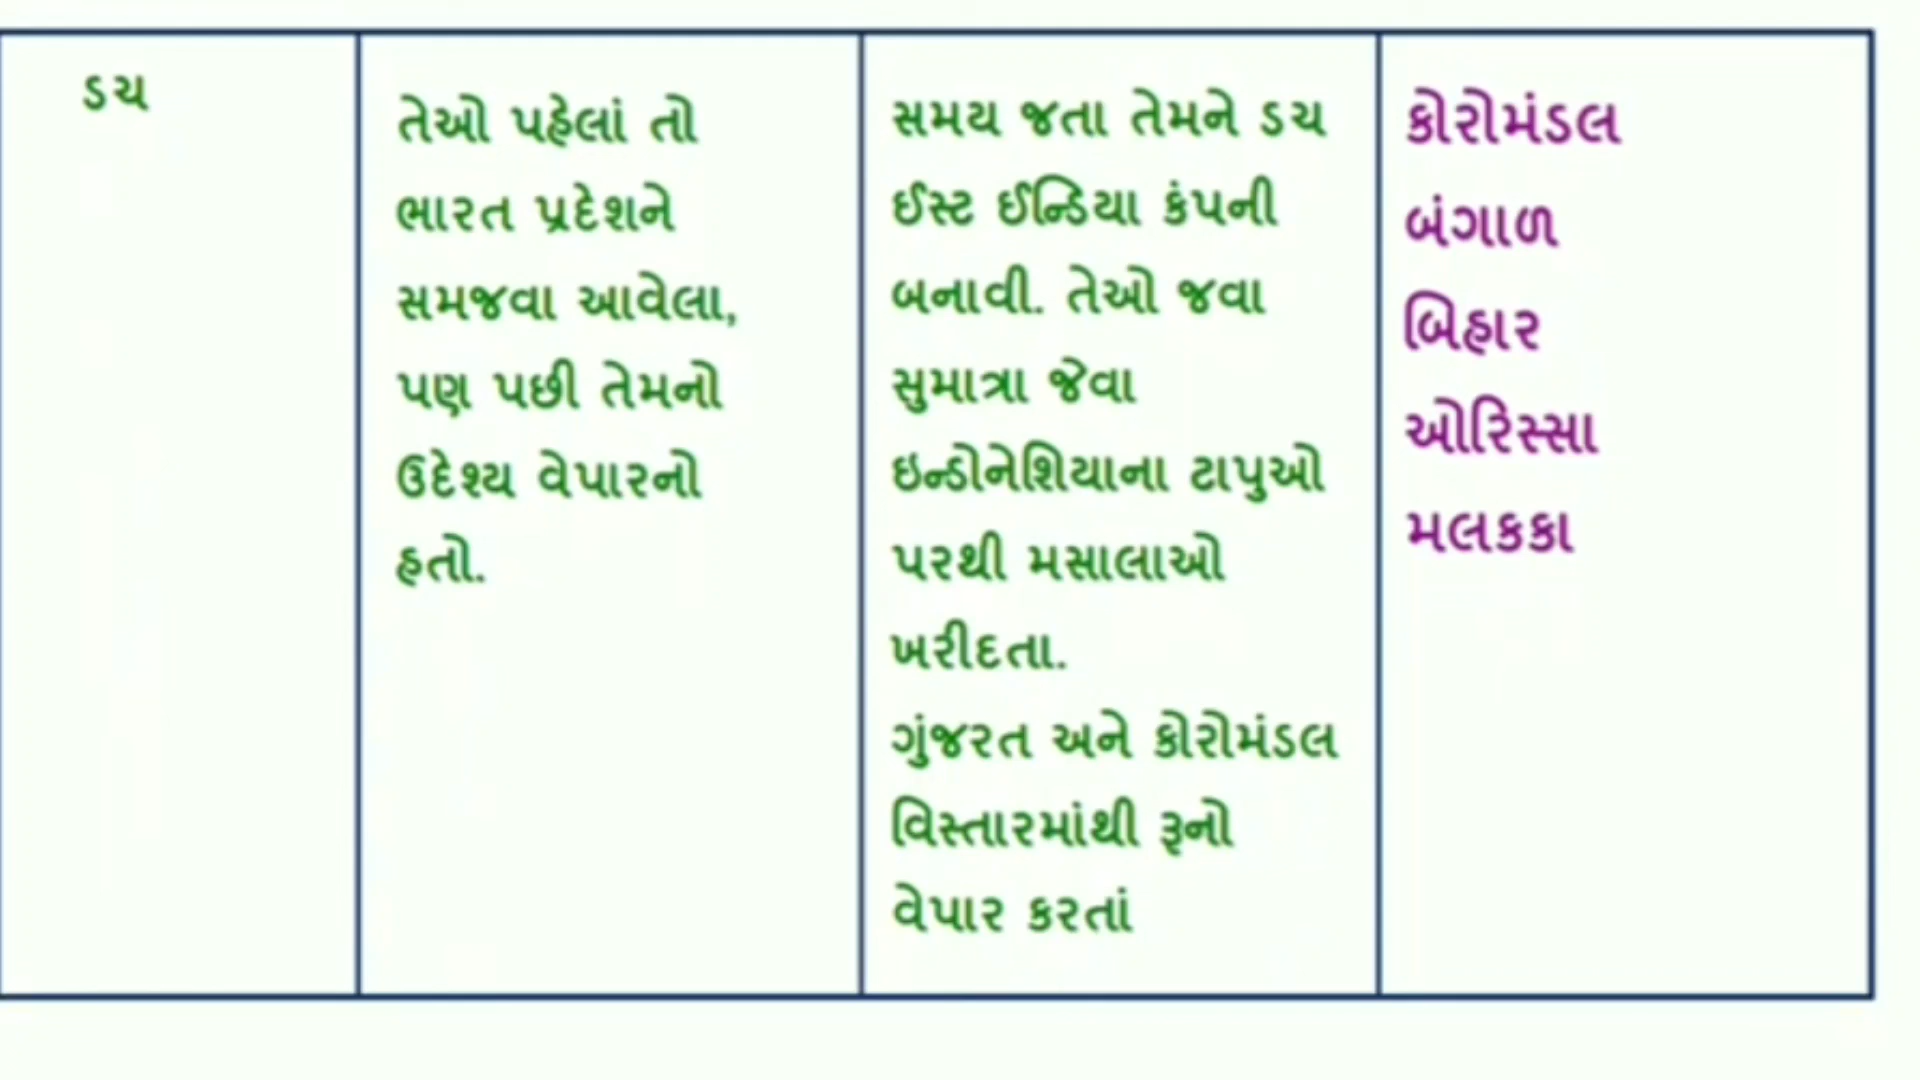 ડચ
તેઓ પહેલાં તો
ભારત પ્રદેશને
સમજવા આવેલા,
પણ પછી તેમનો
ઉદેશ્ય વેપારનો
હતો.
સમય જતા તેમને ડચ
ઈસ્ટ ઈન્ડિયા કંપની
બનાવી. તેઓ જવા
સુમાત્રા જેવા
ઇન્ડોનેશિયાના ટાપુઓ
પરથી મસાલાઓ
ખરીદતા.
ગુંજરત અને કોરોમંડલ
વિસ્તારમાંથી રૂનો
વેપાર કરતાં
કોરોમંડલ
બંગાળ
બિહાર
ઓરિસ્સા
મલકકા